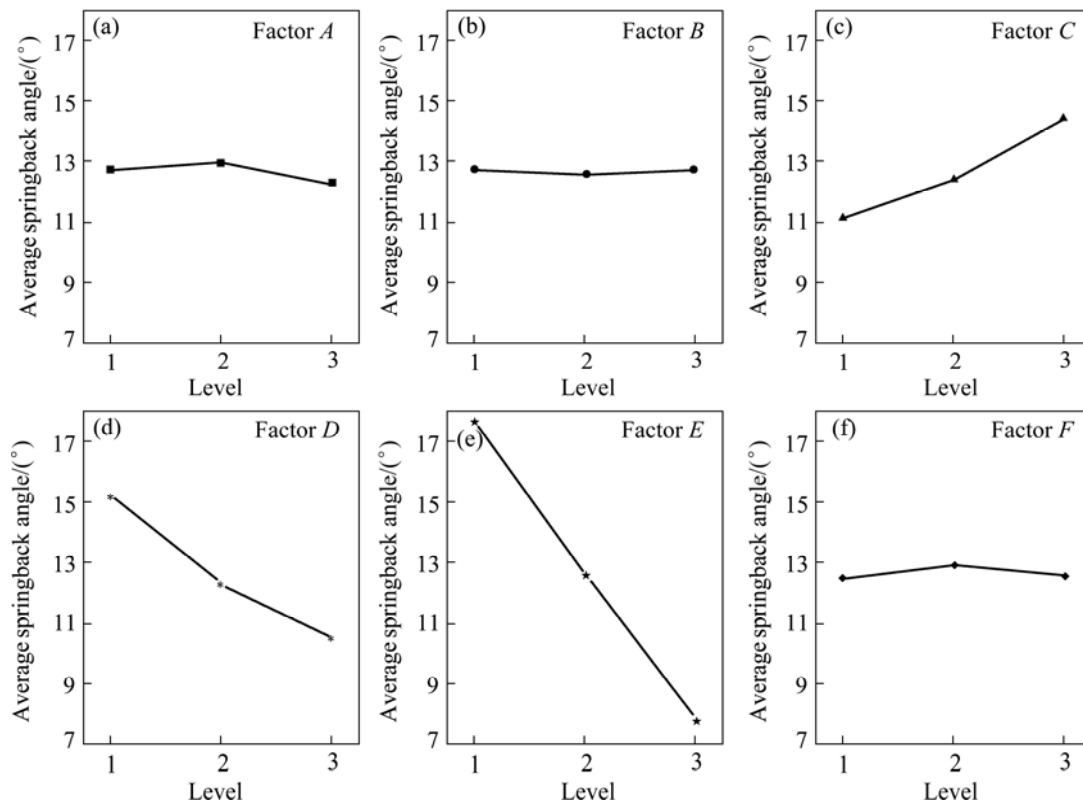 (a)
Factor A
17
15
13
11
9
7
1 2 3
Level
Average springback angle/(°)
(b)
Factor B
17
15
13
11
9
7
1 2 3
Level
Average springback angle/(°)
(c)
Factor C
17
15
13
11
9
7
1 2 3
Level
Average springback angle/(°)
(d)
Factor D
17
15
13
11
9
7
1 2 3
Level
Average springback angle/(°)
(e)
Factor E
17
15
13
11
9
7
1 2 3
Level
Average springback angle/(°)
(f)
Factor F
17
15
13
11
9
7
1 2 3
Level
Average springback angle/(°)